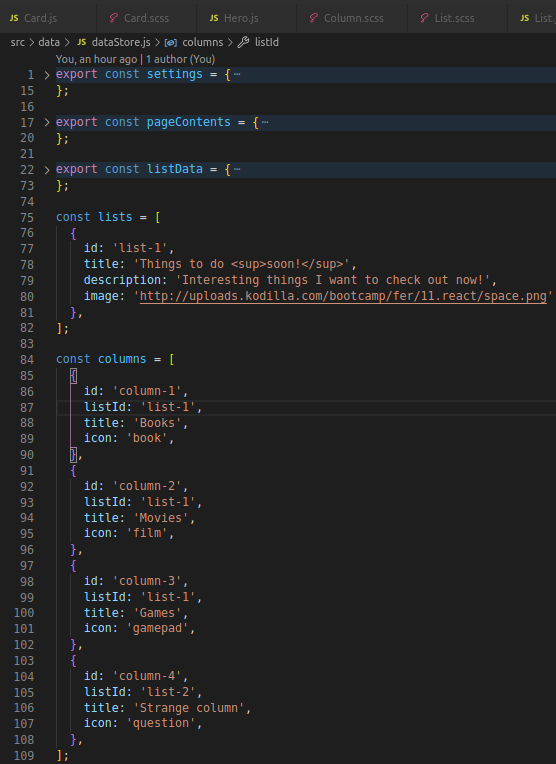 JS Card.js Card.scss JS Hero.js Column.scss List.scss JS List.
src > data > JS dataStore.js > columns > listId
You, an hour ago | 1 author (You)
1 > export const settings = {⋯
15 };
16
17 > export const pageContents = {⋯
20 };
21
22 > export const listData = {⋯
73 };
74
75 const lists = [
76 {
77 id: 'list-1',
78 title: 'Things to do <sup>soon!</sup>',
79 description: 'Interesting things I want to check out now!',
80 image: 'http://uploads.kodilla.com/bootcamp/fer/11.react/space.png'
81 },
82 ];
83
84 const columns = [
85 {
86 id: 'column-1',
87 listId: 'list-1',
88 title: 'Books',
89 icon: 'book',
90 },
91 {
92 id: 'column-2',
93 listId: 'list-1',
94 title: 'Movies',
95 icon: 'film',
96 },
97 {
98 id: 'column-3',
99 listId: 'list-1',
100 title: 'Games',
101 icon: 'gamepad',
102 },
103 {
104 id: 'column-4',
105 listId: 'list-2',
106 title: 'Strange column',
107 icon: 'question',
108 },
109 ];